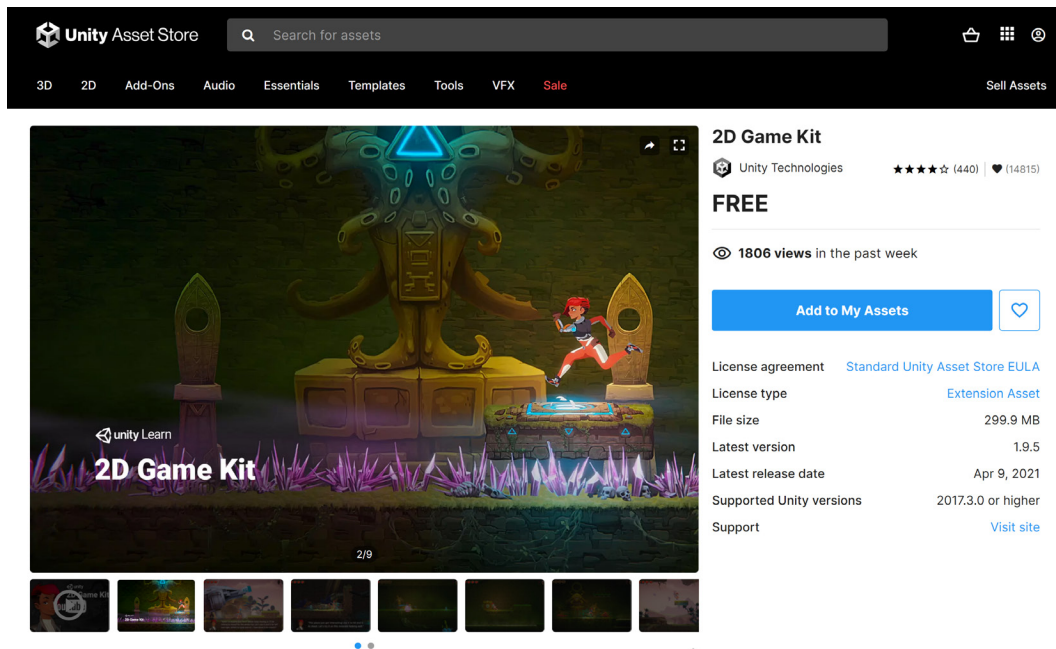 Unity Asset Store
Search for assets
3D 2D Add-Ons Audio Essentials Templates Tools VFX Sale Sell Assets
unity Learn
2D Game Kit
2/9
2D Game Kit
Unity Technologies ★★★★☆ (440) ♥ (14815)
FREE
1806 views in the past week
Add to My Assets
License agreement Standard Unity Asset Store EULA
License type Extension Asset
File size 299.9 MB
Latest version 1.9.5
Latest release date Apr 9, 2021
Supported Unity versions 2017.3.0 or higher
Support Visit site